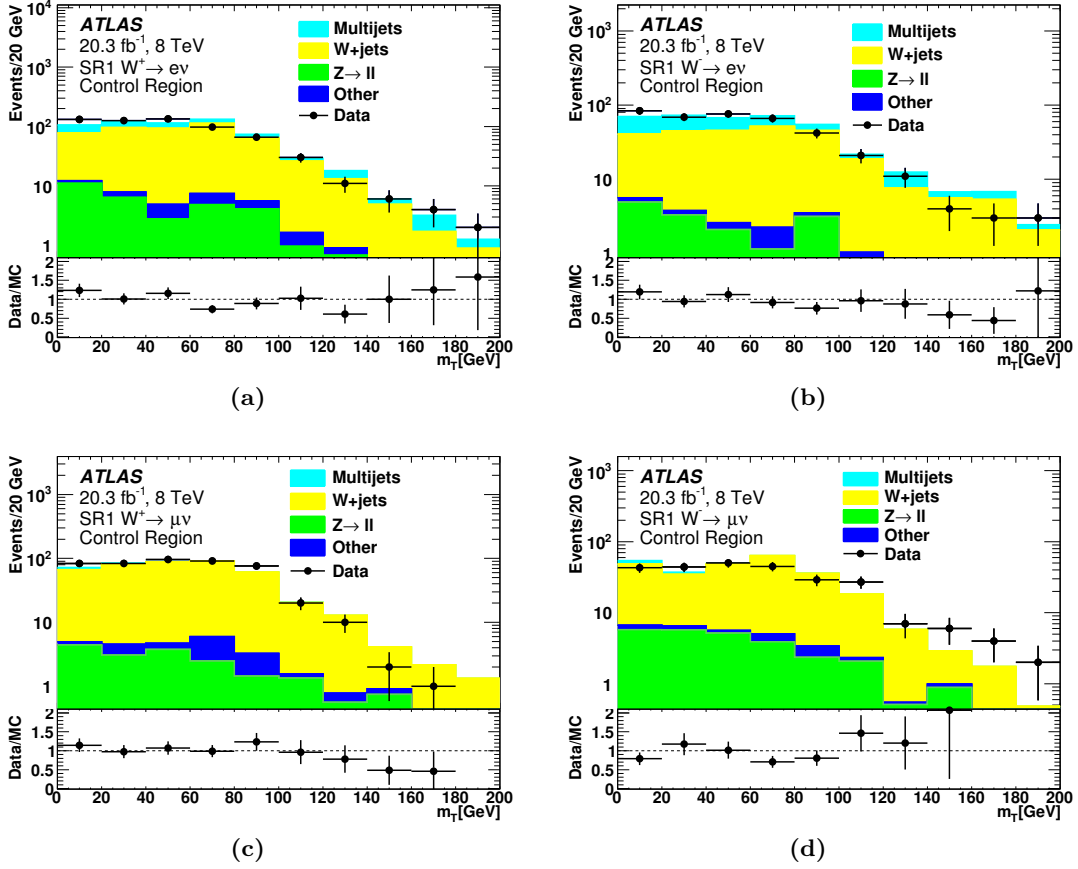 ATLAS
20.3 fb⁻¹, 8 TeV
SR1 W⁺→ eν
Control Region
Multijets
W+jets
Z→ ll
Other
Data
Events/20 GeV
10⁴
10³
10²
10
1
Data/MC
2
1.5
1
0.5
0
0 20 40 60 80 100 120 140 160 180 200
m_T[GeV]
(a)
ATLAS
20.3 fb⁻¹, 8 TeV
SR1 W⁻→ eν
Control Region
Multijets
W+jets
Z→ ll
Other
Data
Events/20 GeV
10³
10²
10
1
Data/MC
2
1.5
1
0.5
0
0 20 40 60 80 100 120 140 160 180 200
m_T[GeV]
(b)
ATLAS
20.3 fb⁻¹, 8 TeV
SR1 W⁺→ μν
Control Region
Multijets
W+jets
Z→ ll
Other
Data
Events/20 GeV
10³
10²
10
1
Data/MC
2
1.5
1
0.5
0
0 20 40 60 80 100 120 140 160 180 200
m_T[GeV]
(c)
ATLAS
20.3 fb⁻¹, 8 TeV
SR1 W⁻→ μν
Control Region
Multijets
W+jets
Z→ ll
Other
Data
Events/20 GeV
10³
10²
10
1
Data/MC
2
1.5
1
0.5
0
0 20 40 60 80 100 120 140 160 180 200
m_T[GeV]
(d)